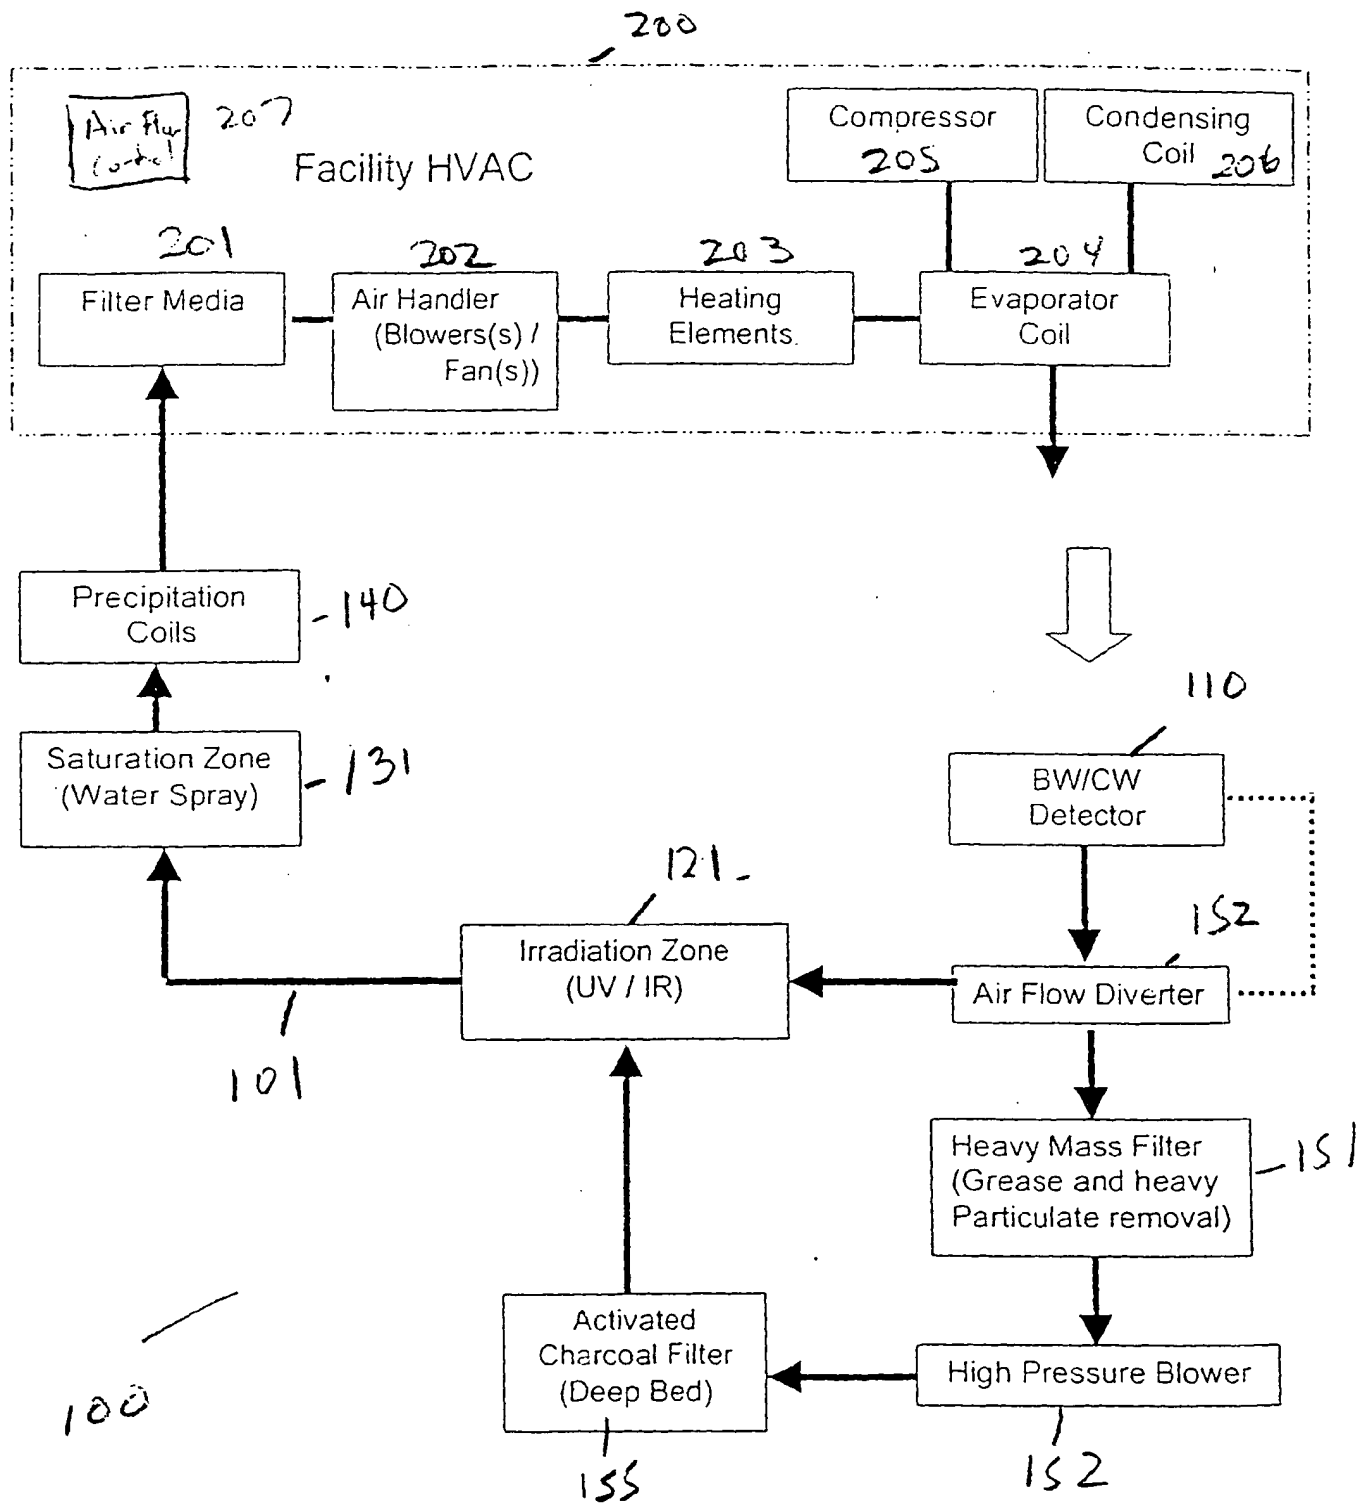 200
Air Flow
Control
207
Facility HVAC
Compressor
205
Condensing
Coil
206
201
202
203
204
Filter Media
Air Handler
(Blowers(s) /
Fan(s))
Heating
Elements
Evaporator
Coil
Precipitation
Coils
140
110
Saturation Zone
(Water Spray)
131
BW/CW
Detector
121
152
Irradiation Zone
(UV / IR)
Air Flow Diverter
101
Heavy Mass Filter
(Grease and heavy
Particulate removal)
151
Activated
Charcoal Filter
(Deep Bed)
High Pressure Blower
100
155
152